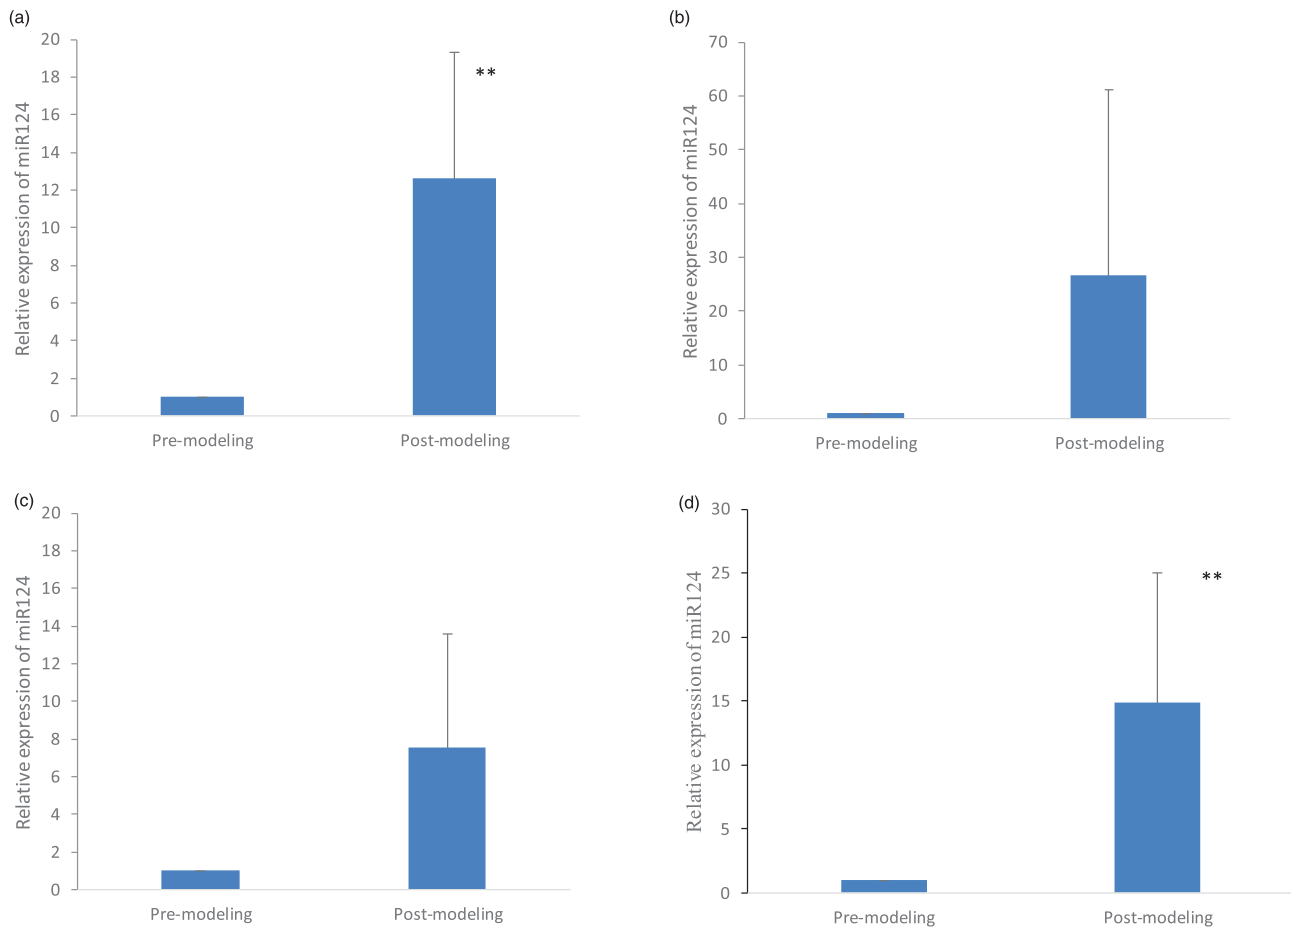 (a)
Relative expression of miR124
20
18
16
14
12
10
8
6
4
2
0
**
Pre-modeling
Post-modeling
(b)
Relative expression of miR124
70
60
50
40
30
20
10
0
Pre-modeling
Post-modeling
(c)
Relative expression of miR124
20
18
16
14
12
10
8
6
4
2
0
Pre-modeling
Post-modeling
(d)
Relative expression of miR124
30
25
20
15
10
5
0
**
Pre-modeling
Post-modeling